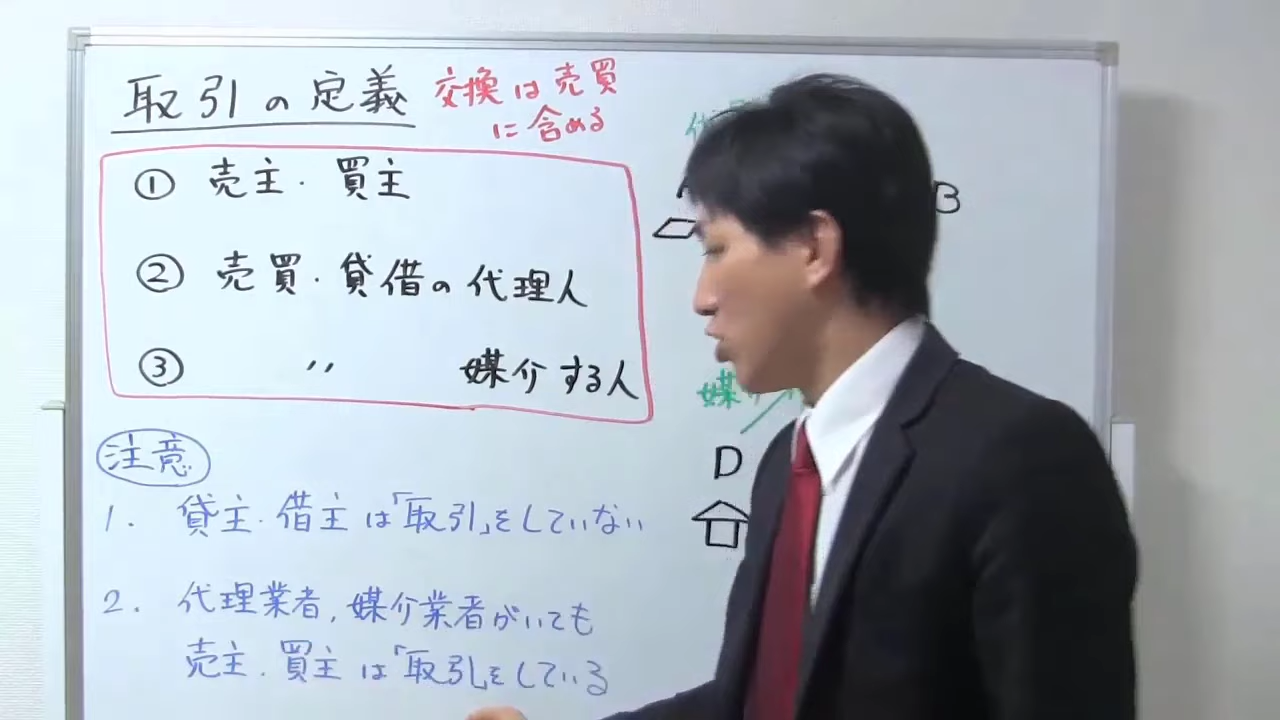 取引の定義
交換は売買
に含める
① 売主・買主
② 売買・貸借の代理人
③ 〃 媒介する人
注意
1. 貸主・借主は「取引」をしていない
2. 代理業者,媒介業者がいても
売主・買主は「取引」をしている
B
媒
D